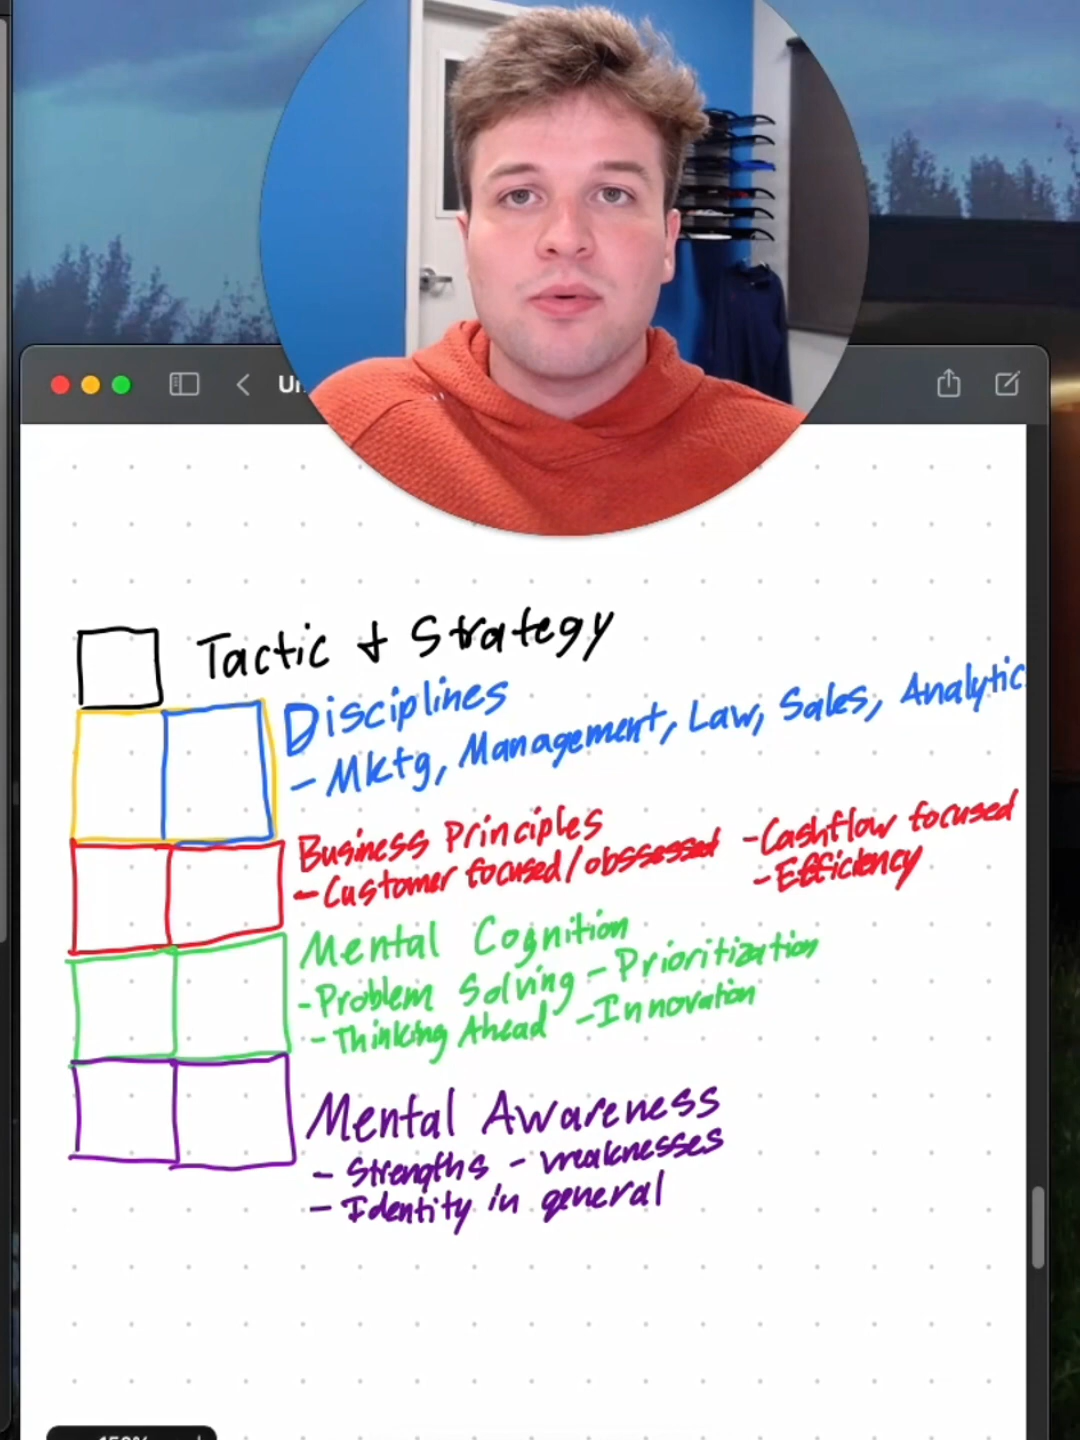 Tactic & Strategy
Disciplines
- Mktg, Management, Law, Sales, Analytic
Business Principles
- Customer focused/obssessed
- Cashflow focused
- Efficiency
Mental Cognition
- Problem Solving - Prioritization
- Thinking Ahead - Innovation
Mental Awareness
- Strengths - weaknesses
- Identity in general